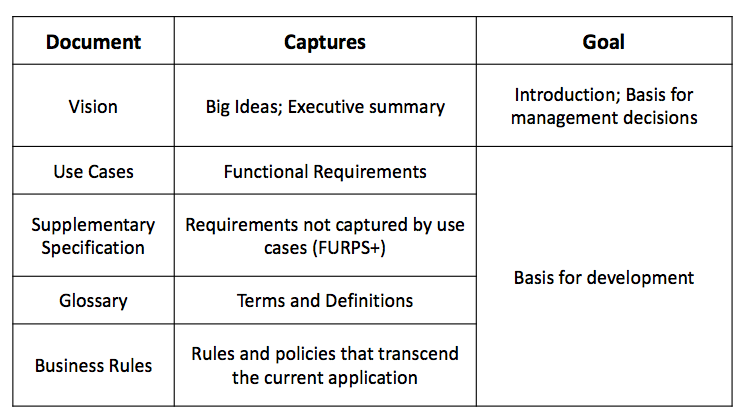 Document Captures Goal
Vision Big Ideas; Executive summary Introduction; Basis for
management decisions
Use Cases Functional Requirements
Supplementary
Specification
Requirements not captured by use
cases (FURPS+)
Glossary Terms and Definitions
Business Rules
Rules and policies that transcend
the current application
Basis for development